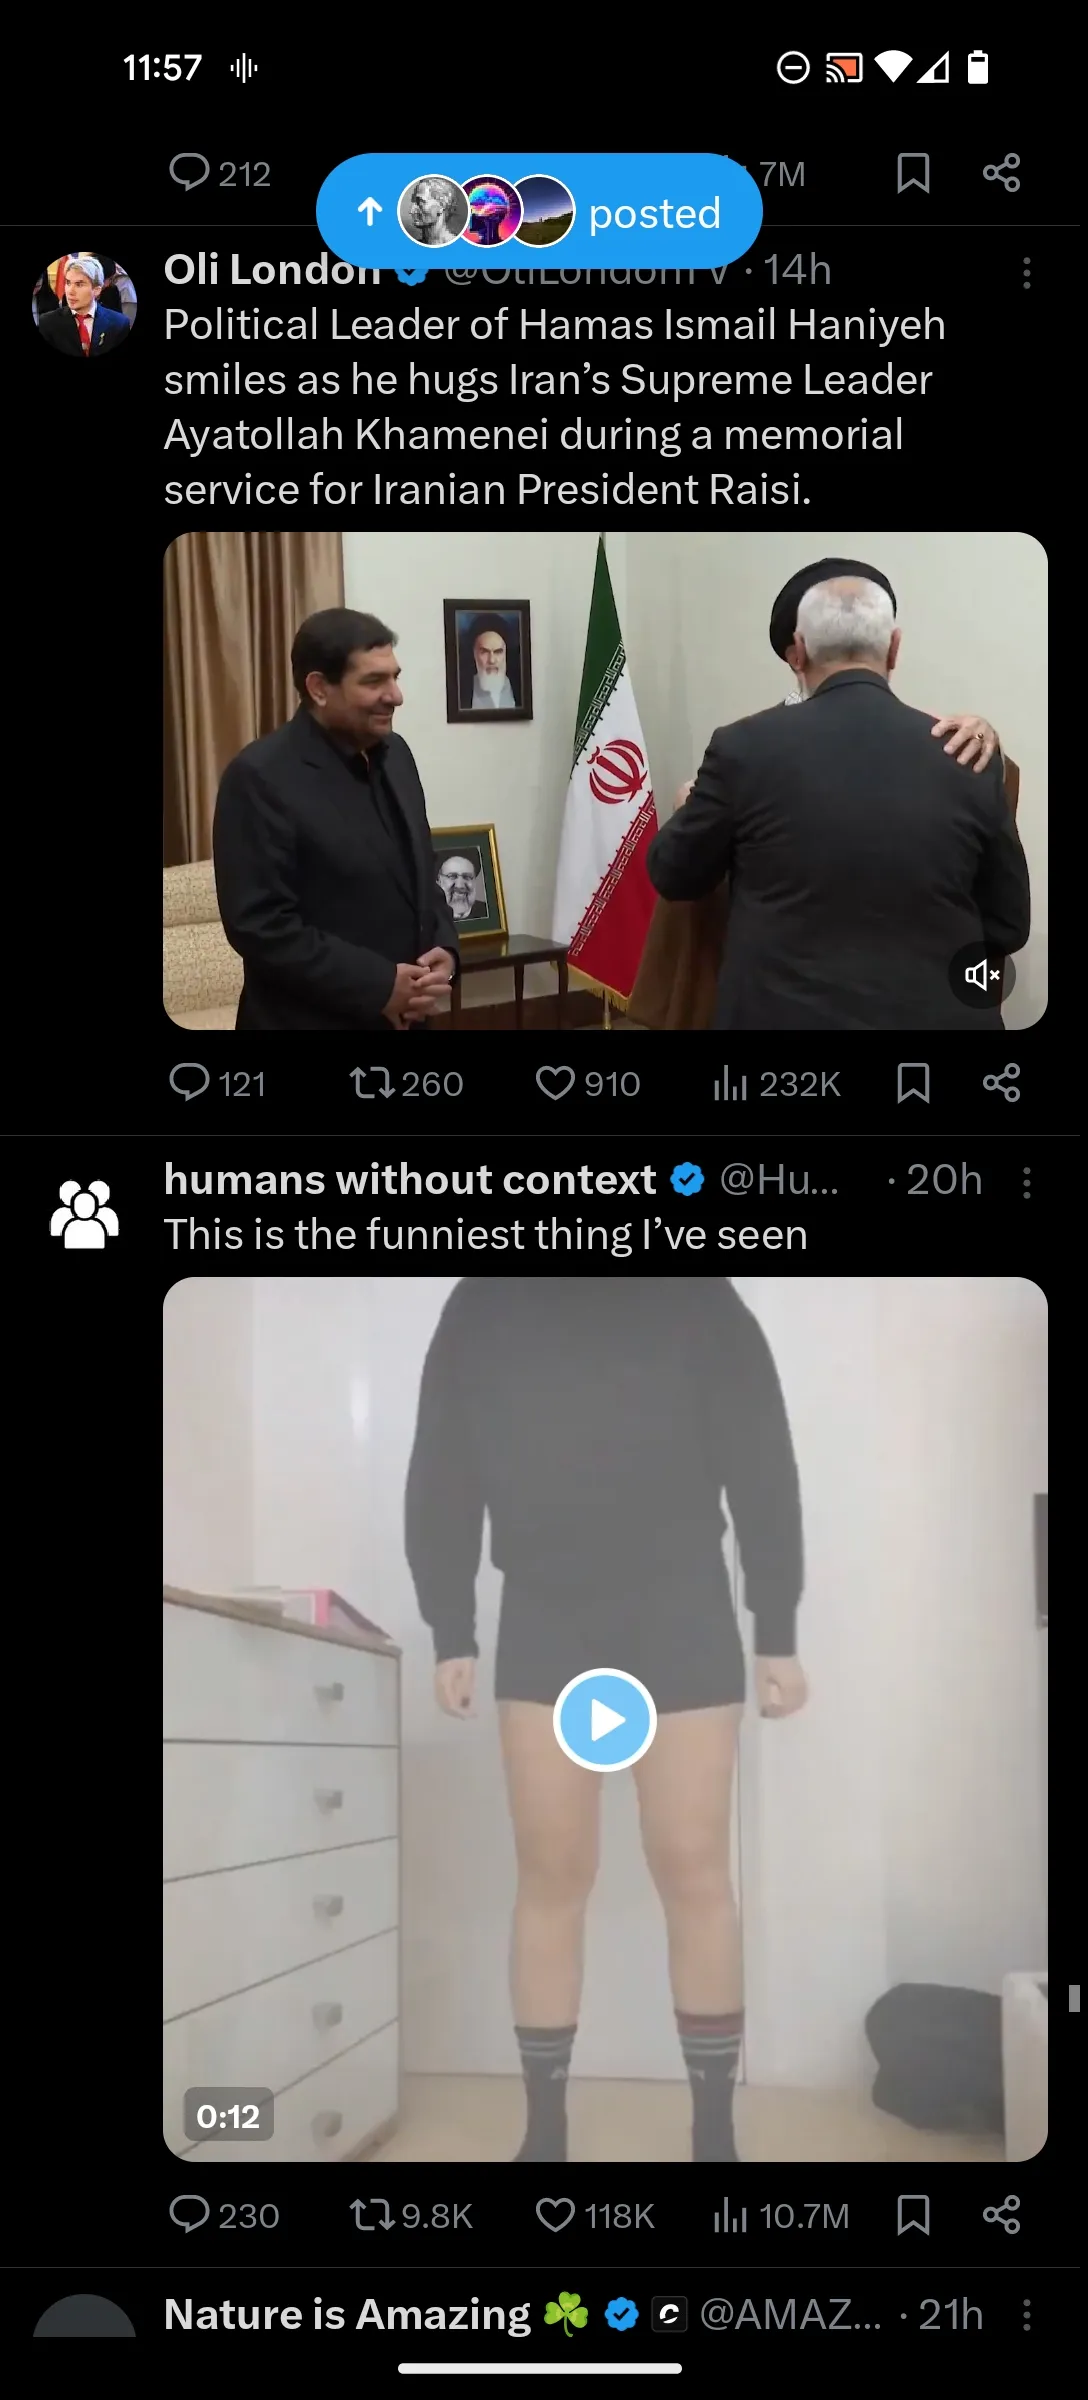 11:57
212
7M
posted
Oli London · 14h
Political Leader of Hamas Ismail Haniyeh
smiles as he hugs Iran’s Supreme Leader
Ayatollah Khamenei during a memorial
service for Iranian President Raisi.
121 260 910 232K
humans without context @Hu... · 20h
This is the funniest thing I’ve seen
0:12
230 9.8K 118K 10.7M
Nature is Amazing ☘️ @AMAZ... · 21h